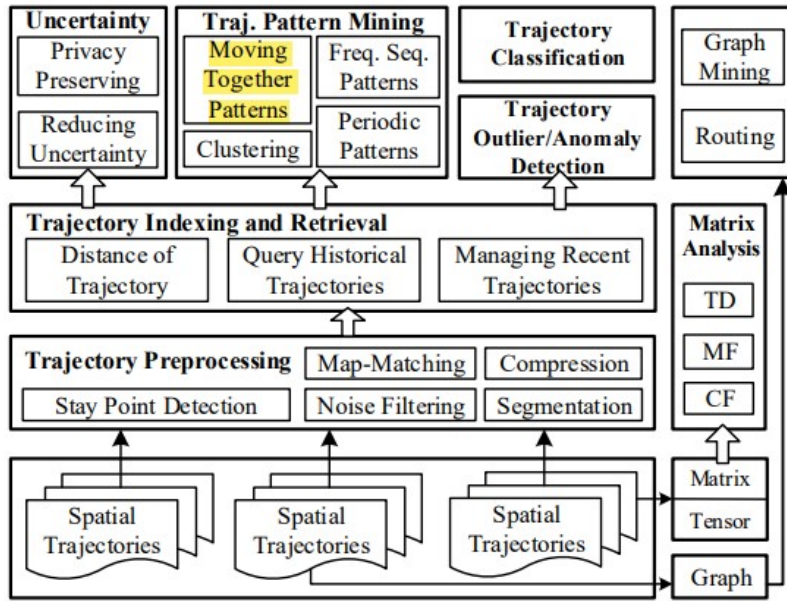 Uncertainty
Privacy
Preserving
Reducing
Uncertainty
Traj. Pattern Mining
Moving
Together
Patterns
Freq. Seq.
Patterns
Clustering
Periodic
Patterns
Trajectory
Classification
Trajectory
Outlier/Anomaly
Detection
Graph
Mining
Routing
Trajectory Indexing and Retrieval
Distance of
Trajectory
Query Historical
Trajectories
Managing Recent
Trajectories
Matrix
Analysis
TD
MF
CF
Trajectory Preprocessing
Map-Matching
Compression
Stay Point Detection
Noise Filtering
Segmentation
Spatial
Trajectories
Spatial
Trajectories
Spatial
Trajectories
Matrix
Tensor
Graph